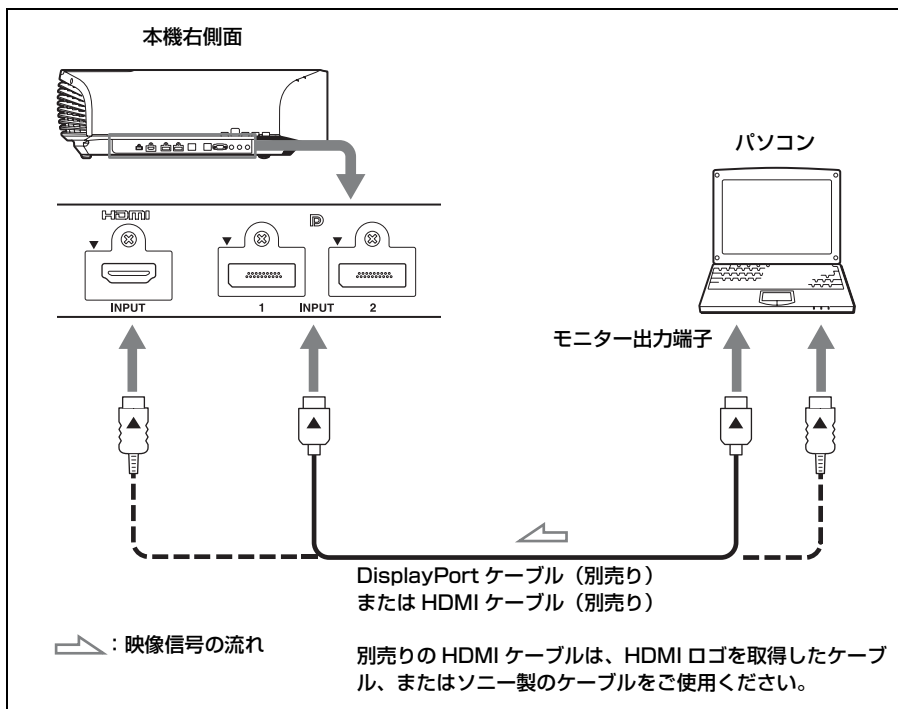 本機右側面
パソコン
HDMI
INPUT
1 INPUT 2
モニター出力端子
DisplayPort ケーブル（別売り）
または HDMI ケーブル（別売り）
：映像信号の流れ
別売りの HDMI ケーブルは、HDMI ロゴを取得したケーブ
ル、またはソニー製のケーブルをご使用ください。